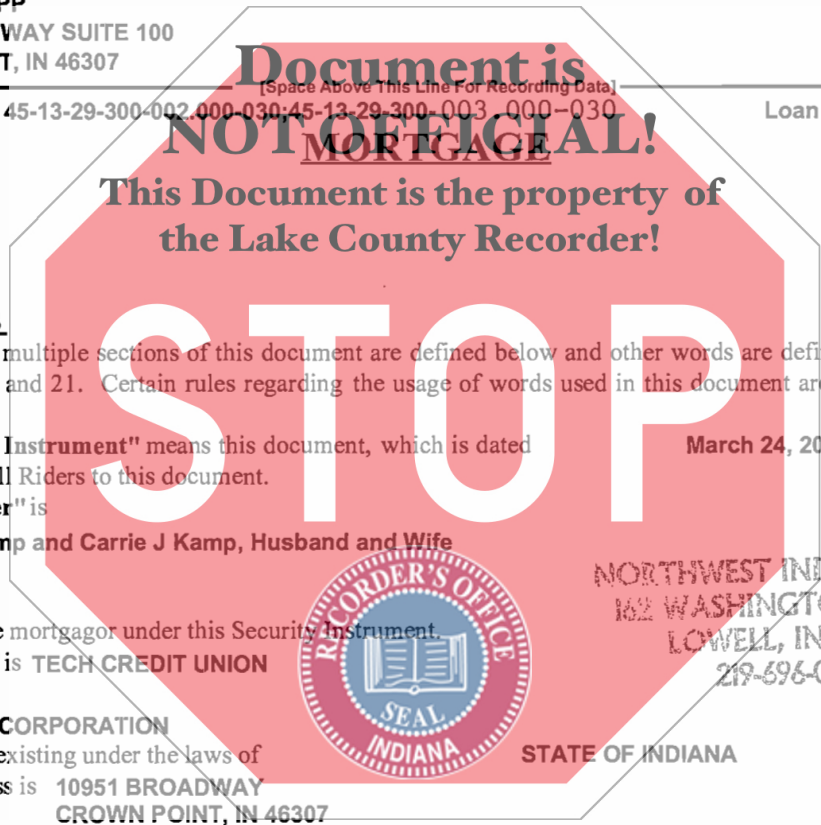 PP
WAY SUITE 100
T, IN 46307
Document is
[Space Above This Line For Recording Data]
45-13-29-300-002.000-030;45-13-29-300-003.000-030 Loan
NOT OFFICIAL!
MORTGAGE
This Document is the property of
the Lake County Recorder!
STOP
multiple sections of this document are defined below and other words are defi
and 21. Certain rules regarding the usage of words used in this document are
Instrument" means this document, which is dated March 24, 20
ll Riders to this document.
er" is
mp and Carrie J Kamp, Husband and Wife
NORTHWEST IND
162 WASHINGTO
LOWELL, IN
219-696-0
e mortgagor under this Security Instrument.
is TECH CREDIT UNION
RECORDER'S OFFICE
SEAL
INDIANA
CORPORATION
existing under the laws of STATE OF INDIANA
ss is 10951 BROADWAY
CROWN POINT, IN 46307